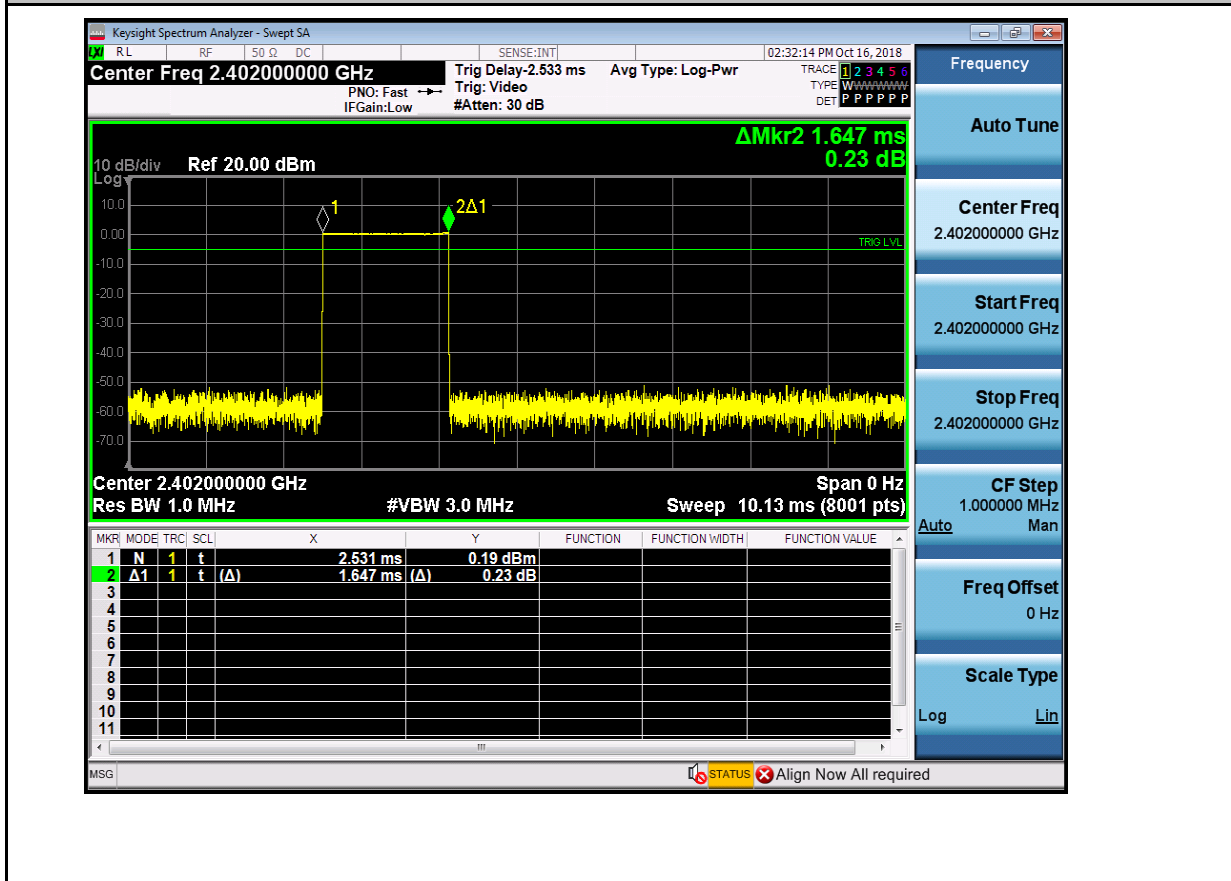 Keysight Spectrum Analyzer - Swept SA
LXI RL RF 50 Ω DC SENSE:INT 02:32:14 PM Oct 16, 2018
Center Freq 2.402000000 GHz Trig Delay-2.533 ms Avg Type: Log-Pwr TRACE 1 2 3 4 5 6
PNO: Fast Trig: Video TYPE WWWWWW
IFGain:Low #Atten: 30 dB DET P P P P P P
ΔMkr2 1.647 ms
0.23 dB
10 dB/div Ref 20.00 dBm
Log
10.0
0.00
-10.0
-20.0
-30.0
-40.0
-50.0
-60.0
-70.0
1
2Δ1
TRIG LVL
Center 2.402000000 GHz Span 0 Hz
Res BW 1.0 MHz #VBW 3.0 MHz Sweep 10.13 ms (8001 pts)
MKR MODE TRC SCL X Y FUNCTION FUNCTION WIDTH FUNCTION VALUE
1 N 1 t 2.531 ms 0.19 dBm
2 Δ1 1 t (Δ) 1.647 ms (Δ) 0.23 dB
3
4
5
6
7
8
9
10
11
MSG STATUS Align Now All required
Frequency
Auto Tune
Center Freq
2.402000000 GHz
Start Freq
2.402000000 GHz
Stop Freq
2.402000000 GHz
CF Step
1.000000 MHz
Auto Man
Freq Offset
0 Hz
Scale Type
Log Lin